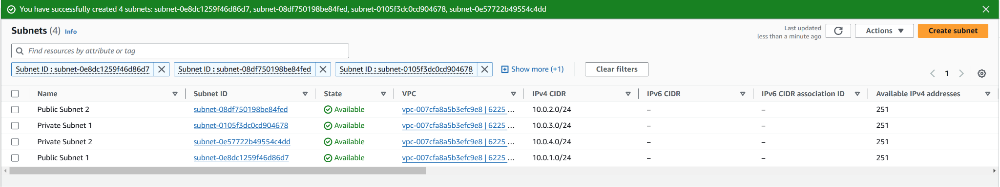 You have successfully created 4 subnets: subnet-0e8dc1259f46d86d7, subnet-08df750198be84fed, subnet-0105f3dc0cd904678, subnet-0e57722b49554c4dd
Subnets (4) Info
Last updated
less than a minute ago
Actions
Create subnet
Find resources by attribute or tag
Subnet ID : subnet-0e8dc1259f46d86d7 Subnet ID : subnet-08df750198be84fed Subnet ID : subnet-0105f3dc0cd904678 Show more (+1) Clear filters
1
Name Subnet ID State VPC IPv4 CIDR IPv6 CIDR IPv6 CIDR association ID Available IPv4 addresses
Public Subnet 2 subnet-08df750198be84fed Available vpc-007cfa8a5b3efc9e8 | 6225 ... 10.0.2.0/24 – – 251
Private Subnet 1 subnet-0105f3dc0cd904678 Available vpc-007cfa8a5b3efc9e8 | 6225 ... 10.0.3.0/24 – – 251
Private Subnet 2 subnet-0e57722b49554c4dd Available vpc-007cfa8a5b3efc9e8 | 6225 ... 10.0.4.0/24 – – 251
Public Subnet 1 subnet-0e8dc1259f46d86d7 Available vpc-007cfa8a5b3efc9e8 | 6225 ... 10.0.1.0/24 – – 251